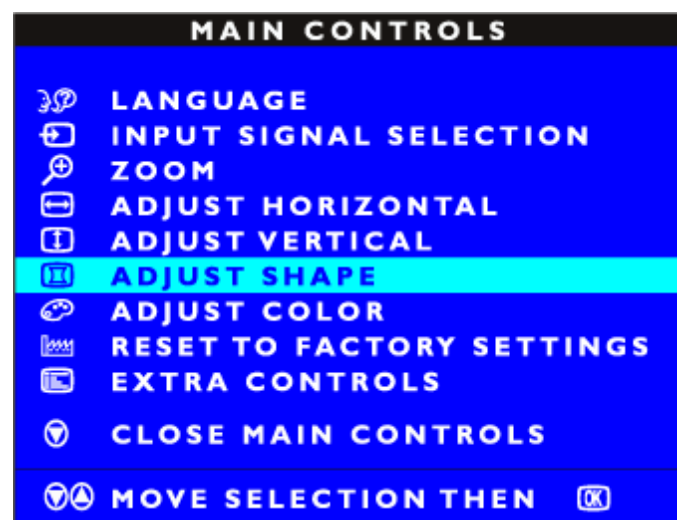 MAIN CONTROLS
LANGUAGE
INPUT SIGNAL SELECTION
ZOOM
ADJUST HORIZONTAL
ADJUST VERTICAL
ADJUST SHAPE
ADJUST COLOR
RESET TO FACTORY SETTINGS
EXTRA CONTROLS
CLOSE MAIN CONTROLS
MOVE SELECTION THEN OK